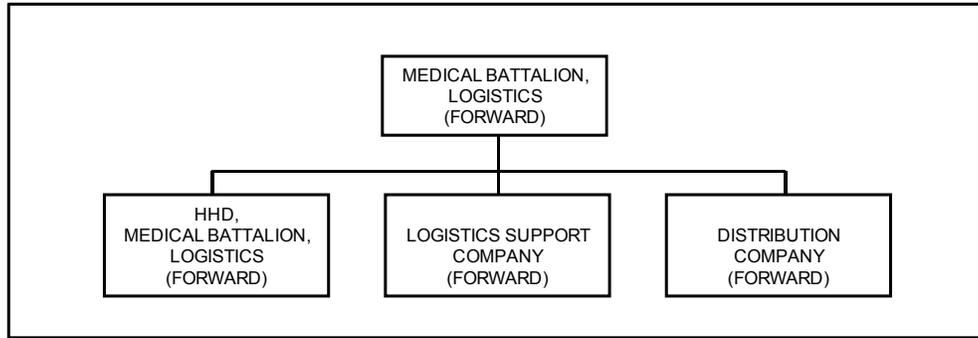 MEDICAL BATTALION,
LOGISTICS
(FORWARD)
HHD,
MEDICAL BATTALION,
LOGISTICS
(FORWARD)
LOGISTICS SUPPORT
COMPANY
(FORWARD)
DISTRIBUTION
COMPANY
(FORWARD)